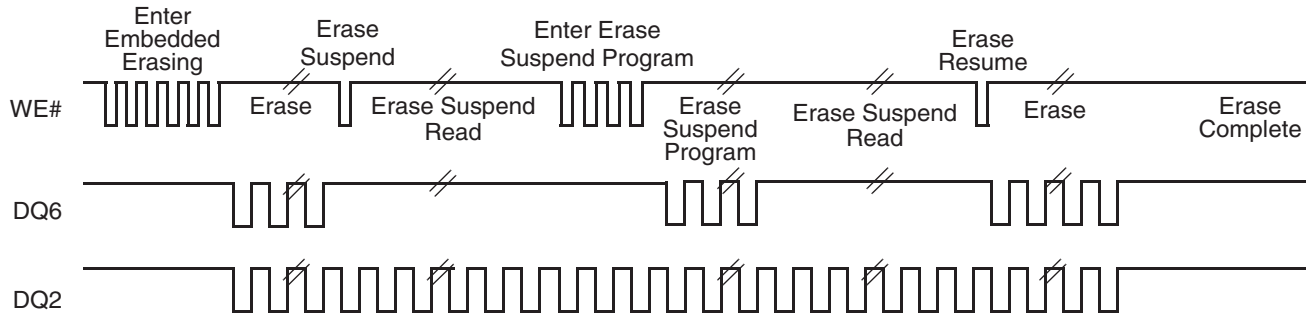 Enter
Embedded
Erasing
Erase
Suspend
Enter Erase
Suspend Program
Erase
Resume
WE#
Erase
Erase Suspend
Read
Erase
Suspend
Program
Erase Suspend
Read
Erase
Erase
Complete
DQ6
DQ2